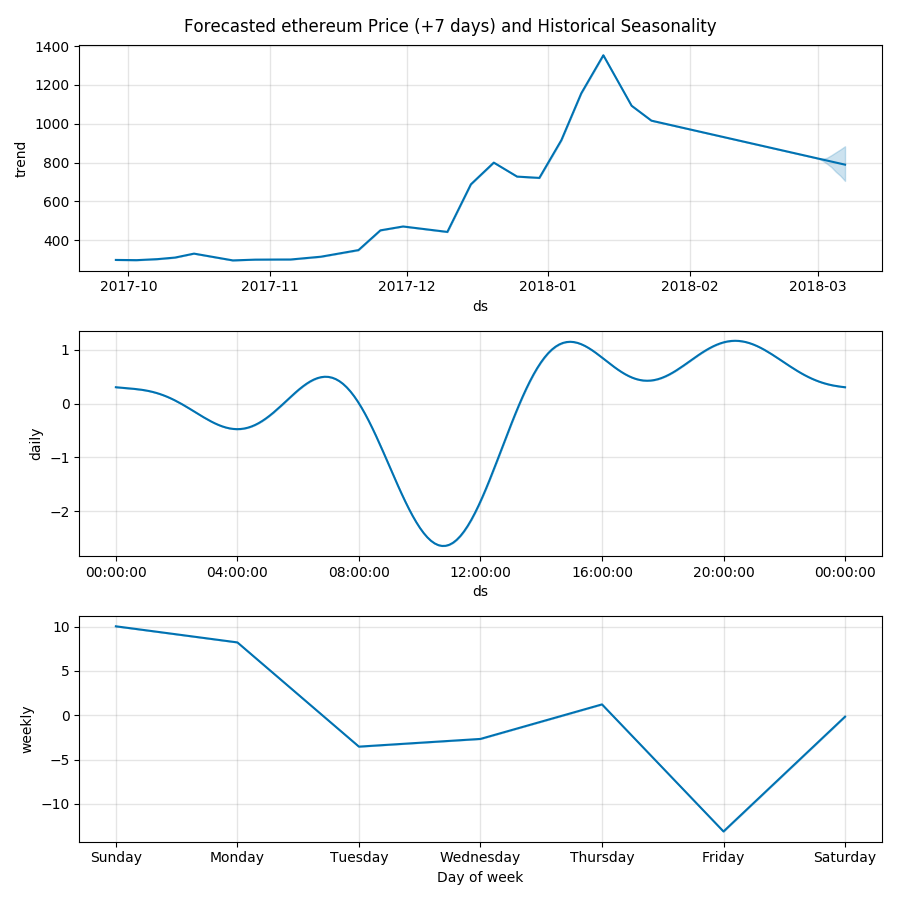 Forecasted ethereum Price (+7 days) and Historical Seasonality
1400
1200
1000
800
600
400
trend
2017-10 2017-11 2017-12 2018-01 2018-02 2018-03
ds
1
0
−1
−2
daily
00:00:00 04:00:00 08:00:00 12:00:00 16:00:00 20:00:00 00:00:00
ds
10
5
0
−5
−10
weekly
Sunday Monday Tuesday Wednesday Thursday Friday Saturday
Day of week